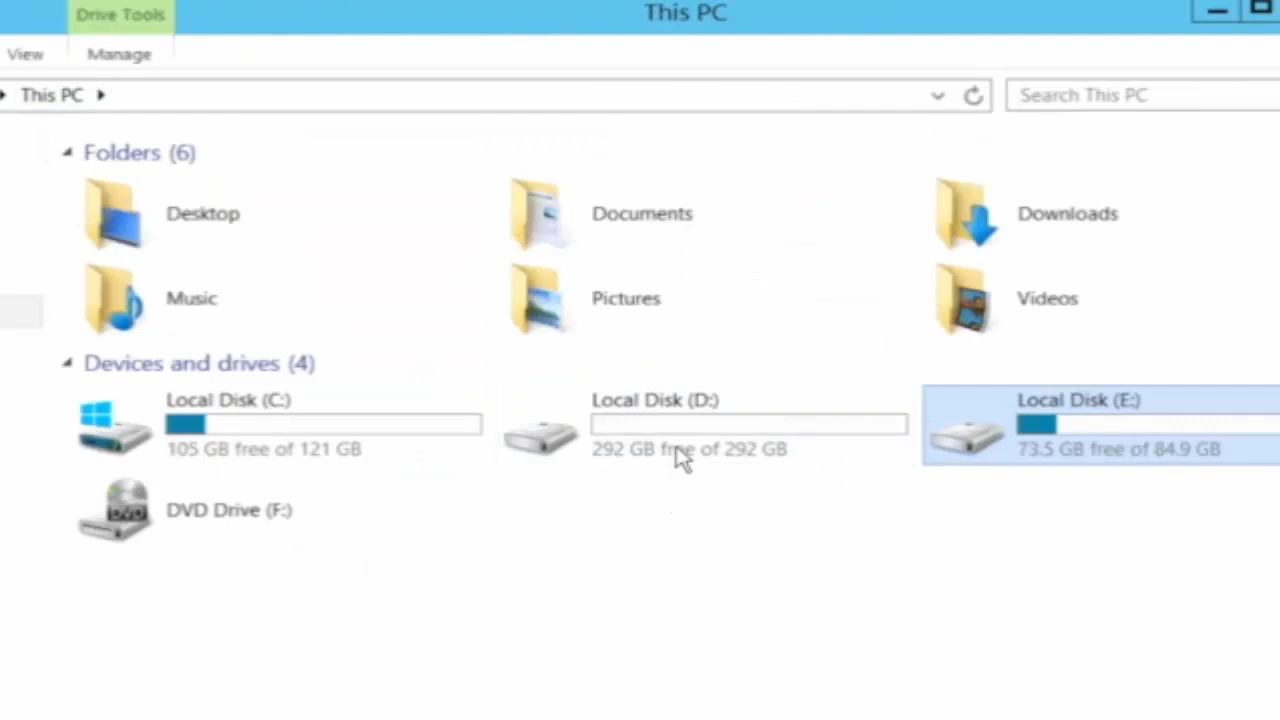 Drive Tools
This PC
View
Manage
This PC
Search This PC
Folders (6)
Desktop
Documents
Downloads
Music
Pictures
Videos
Devices and drives (4)
Local Disk (C:)
105 GB free of 121 GB
Local Disk (D:)
292 GB free of 292 GB
Local Disk (E:)
73.5 GB free of 84.9 GB
DVD
DVD Drive (F:)